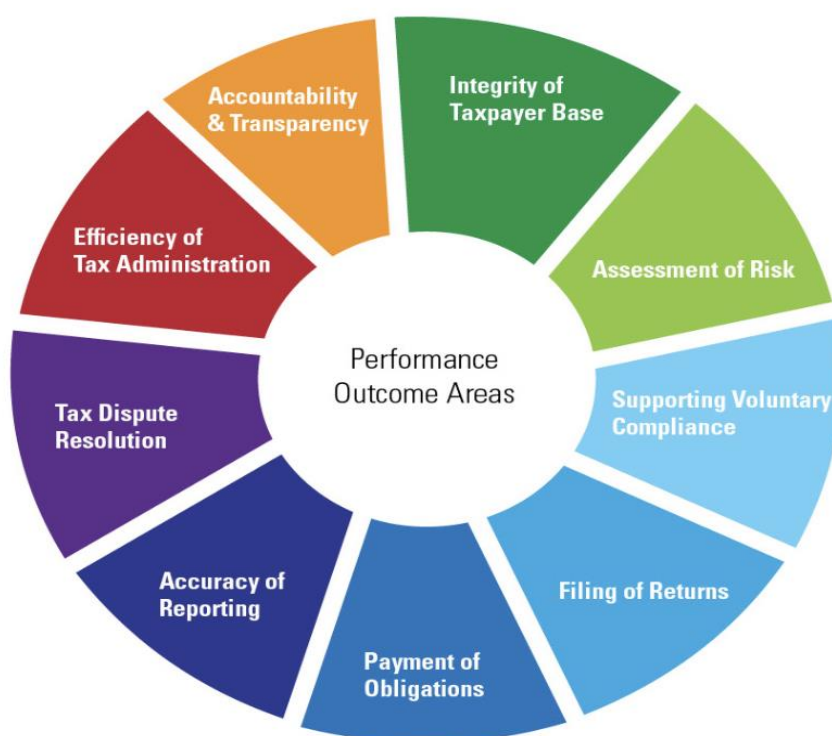 Integrity of
Taxpayer Base
Assessment of Risk
Supporting Voluntary
Compliance
Filing of Returns
Payment of
Obligations
Accuracy of
Reporting
Tax Dispute
Resolution
Efficiency of
Tax Administration
Accountability
& Transparency
Performance
Outcome Areas